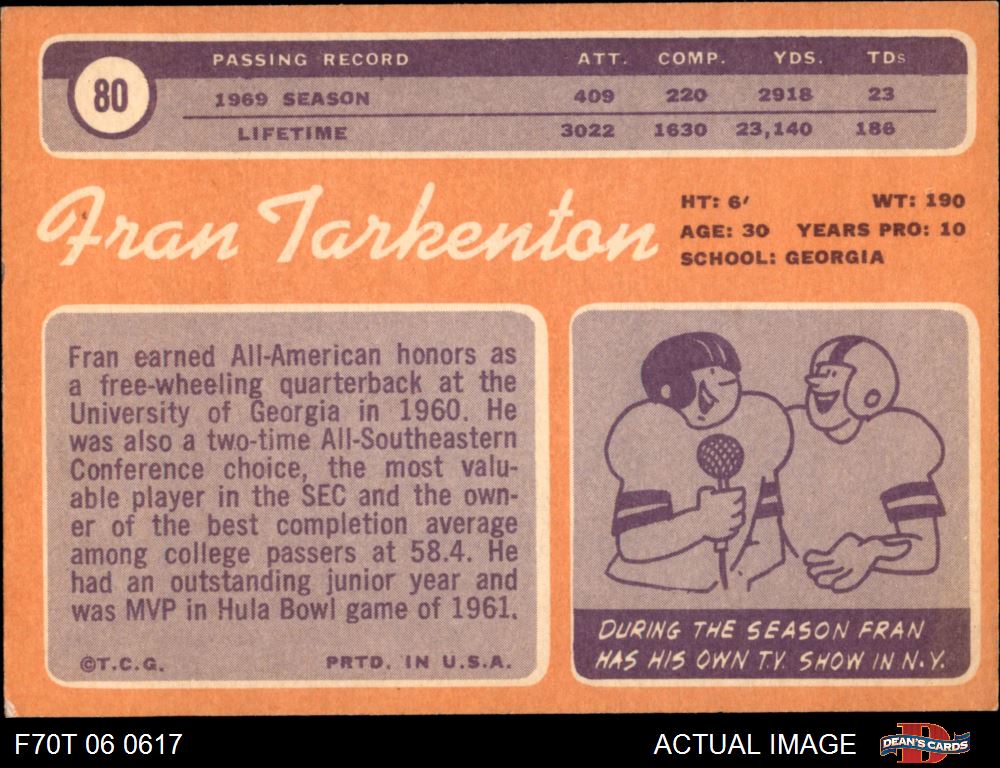 PASSING RECORD ATT. COMP. YDS. TDs
80
1969 SEASON 409 220 2918 23
LIFETIME 3022 1630 23,140 186
Fran Tarkenton
HT: 6' WT: 190
AGE: 30 YEARS PRO: 10
SCHOOL: GEORGIA
Fran earned All-American honors as
a free-wheeling quarterback at the
University of Georgia in 1960. He
was also a two-time All-Southeastern
Conference choice, the most valu-
able player in the SEC and the own-
er of the best completion average
among college passers at 58.4. He
had an outstanding junior year and
was MVP in Hula Bowl game of 1961.
©T.C.G. PRTD. IN U.S.A.
DURING THE SEASON FRAN
HAS HIS OWN T.V. SHOW IN N.Y.
F70T 06 0617 ACTUAL IMAGE DEAN'S CARDS